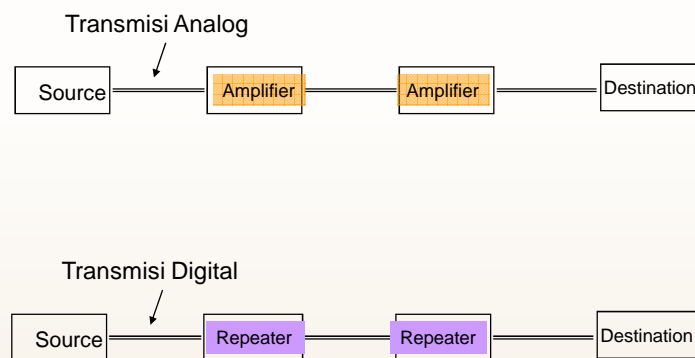 Transmisi Analog
Source Amplifier Amplifier Destination
Transmisi Digital
Source Repeater Repeater Destination